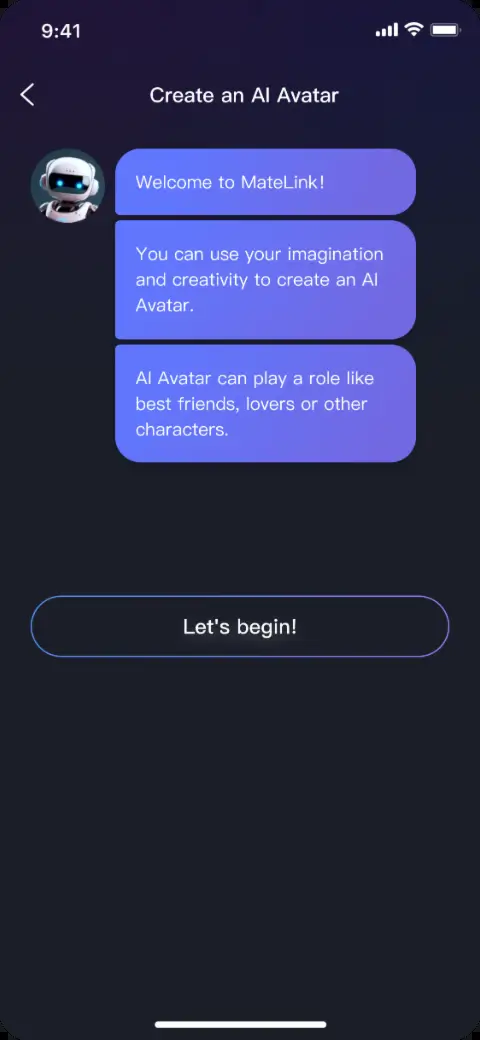 9:41
Create an AI Avatar
Welcome to MateLink!
You can use your imagination
and creativity to create an AI
Avatar.
AI Avatar can play a role like
best friends, lovers or other
characters.
Let's begin!